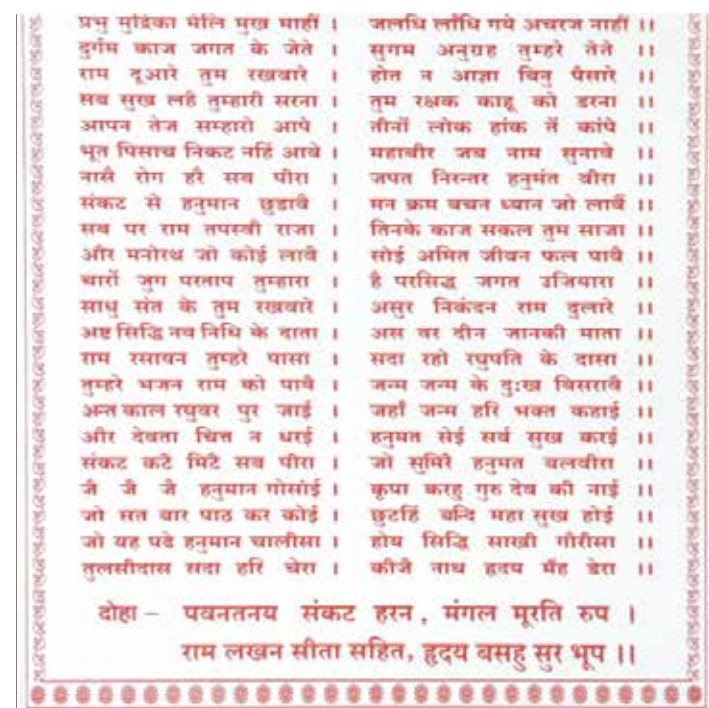 प्रभु मुद्रिका मेलि मुख माहीं । जलधि लाँघि गये अचरज नाहीं ।।
दुर्गम काज जगत के जेते । सुगम अनुग्रह तुम्हरे तेते ।।
राम दूआरे तुम रखवारे । होत न आज्ञा बिनु पैसारे ।।
सब सुख लहै तुम्हारी सरना । तुम रक्षक काहू को डरना ।।
आपन तेज सम्हारो आपे । तीनों लोक हांक तें कांपे ।।
भूत पिसाच निकट नहिं आवे । महाबीर जब नाम सुनावे ।।
नासै रोग हरै सब पीरा । जपत निरन्तर हनुमंत बीरा ।।
संकट से हनुमान छुडावै । मन क्रम बचन ध्यान जो लावैं ।।
सब पर राम तपस्वी राजा । तिनके काज सकल तुम साजा ।।
और मनोरथ जो कोई लावै । सोई अमित जीवन फल पावै ।।
चारों जुग परताप तुम्हारा । है परसिद्ध जगत उजियारा ।।
साधु संत के तुम रखवारे । असुर निकंदन राम दुलारे ।।
अष्ट सिद्धि नव निधि के दाता । अस वर दीन जानकी माता ।।
राम रसायन तुम्हरे पासा । सदा रहो रघुपति के दासा ।।
तुम्हरे भजन राम को पावै । जन्म जन्म के दुःख बिसरावै ।।
अन्त काल रघुवर पुर जाई । जहाँ जन्म हरि भक्त कहाई ।।
और देवता चित्त न धरई । हनुमत सेई सर्व सुख करई ।।
संकट कटै मिटै सब पीरा । जो सुमिरै हनुमत बलबीरा ।।
जै जै जै हनुमान गोसांई । कृपा करहु गुरु देव की नाई ।।
जो सत बार पाठ कर कोई । छुटहिं बन्दि महा सुख होई ।।
जो यह पढे हनुमान चालीसा । होय सिद्धि साखी गौरीसा ।।
तुलसीदास सदा हरि चेरा । कीजै नाथ हृदय मँह डेरा ।।
दोहा – पवनतनय संकट हरन , मंगल मूरति रुप ।
राम लखन सीता सहित, हृदय बसहु सुर भूप ।।